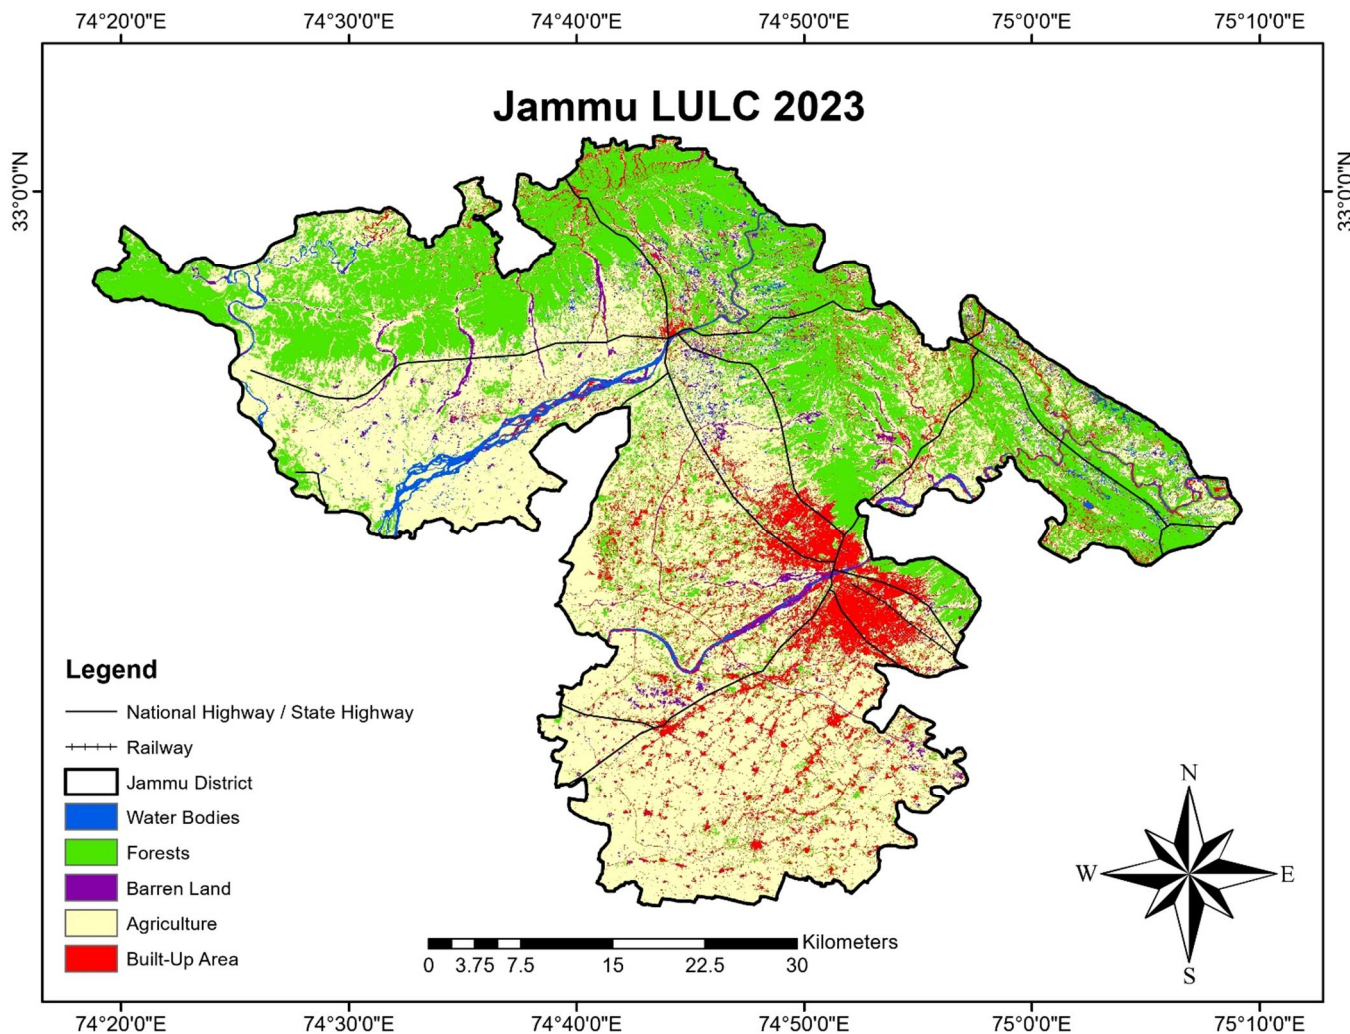 74°20'0"E 74°30'0"E 74°40'0"E 74°50'0"E 75°0'0"E 75°10'0"E
Jammu LULC 2023
33°0'0"N
33°0'0"N
Legend
National Highway / State Highway
Railway
Jammu District
Water Bodies
Forests
Barren Land
Agriculture
Built-Up Area
Kilometers
0 3.75 7.5 15 22.5 30
N
W E
S
74°20'0"E 74°30'0"E 74°40'0"E 74°50'0"E 75°0'0"E 75°10'0"E